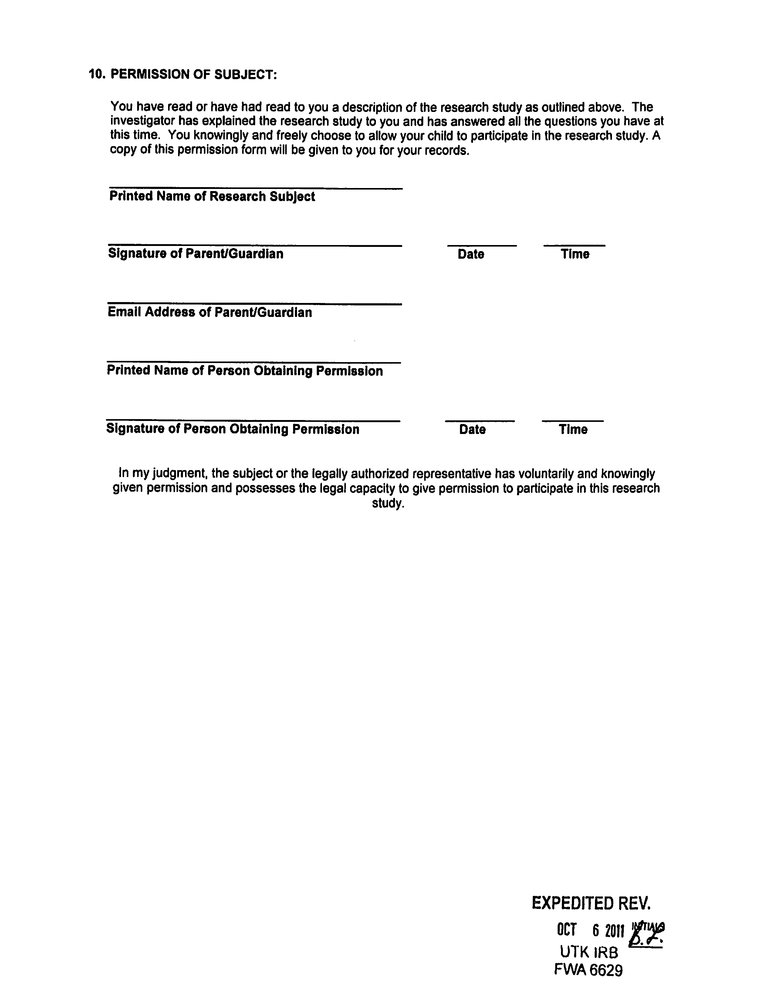 10. PERMISSION OF SUBJECT:
You have read or have had read to you a description of the research study as outlined above. The
investigator has explained the research study to you and has answered all the questions you have at
this time. You knowingly and freely choose to allow your child to participate in the research study. A
copy of this permission form will be given to you for your records.
Printed Name of Research Subject
Signature of Parent/Guardian Date Time
Email Address of Parent/Guardian
Printed Name of Person Obtaining Permission
Signature of Person Obtaining Permission Date Time
In my judgment, the subject or the legally authorized representative has voluntarily and knowingly
given permission and possesses the legal capacity to give permission to participate in this research
study.
EXPEDITED REV.
OCT 6 2011 INITIALS
UTK IRB
FWA 6629